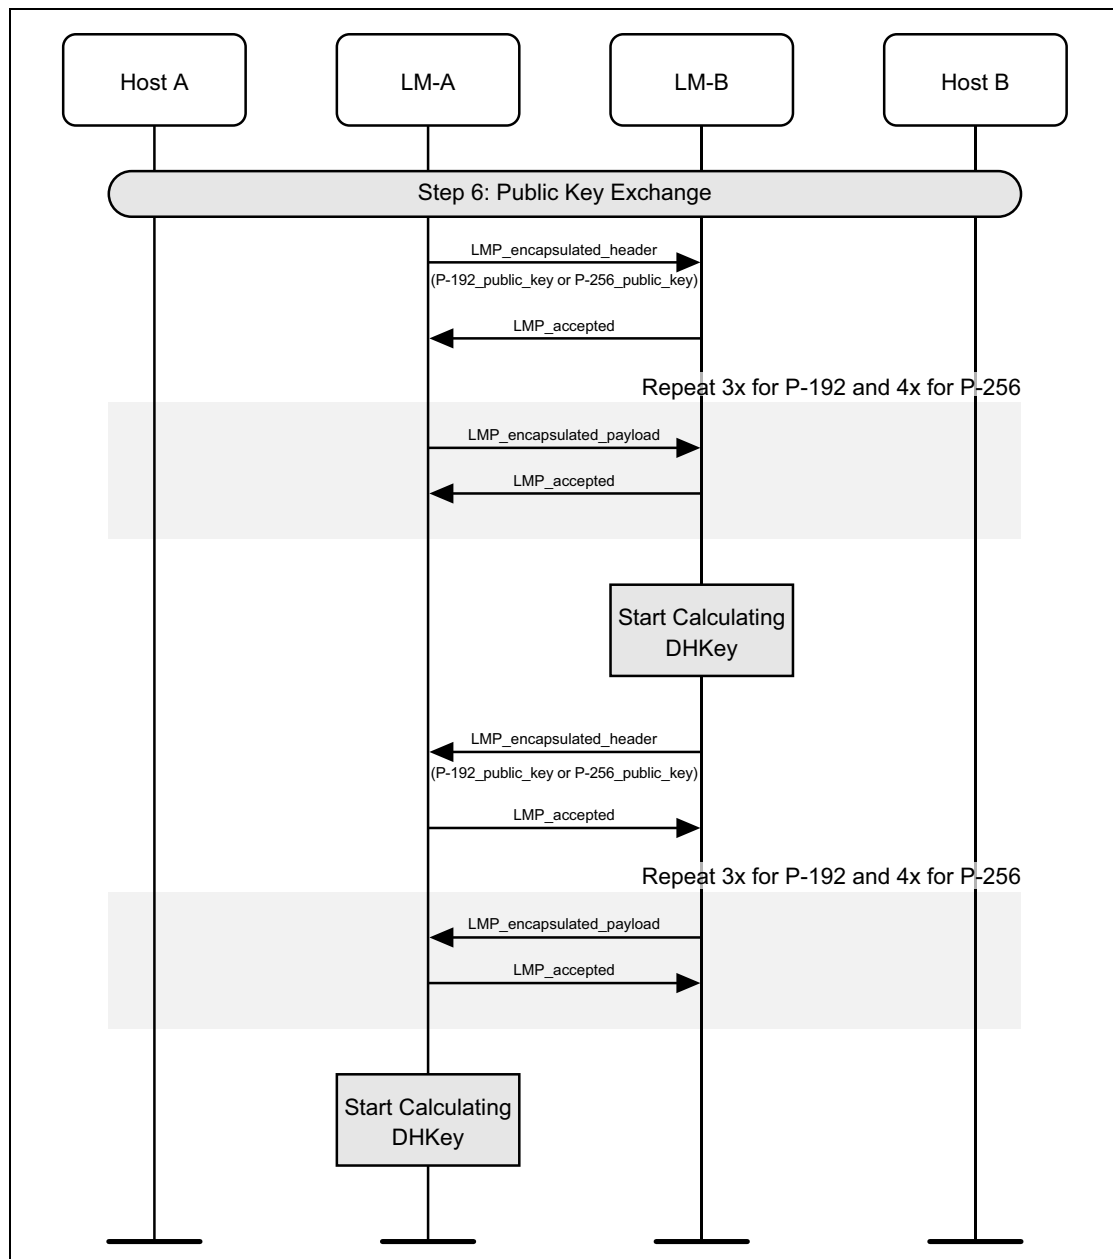 Host A
LM-A
LM-B
Host B
Step 6: Public Key Exchange
LMP_encapsulated_header
(P-192_public_key or P-256_public_key)
LMP_accepted
Repeat 3x for P-192 and 4x for P-256
LMP_encapsulated_payload
LMP_accepted
Start Calculating
DHKey
LMP_encapsulated_header
(P-192_public_key or P-256_public_key)
LMP_accepted
Repeat 3x for P-192 and 4x for P-256
LMP_encapsulated_payload
LMP_accepted
Start Calculating
DHKey